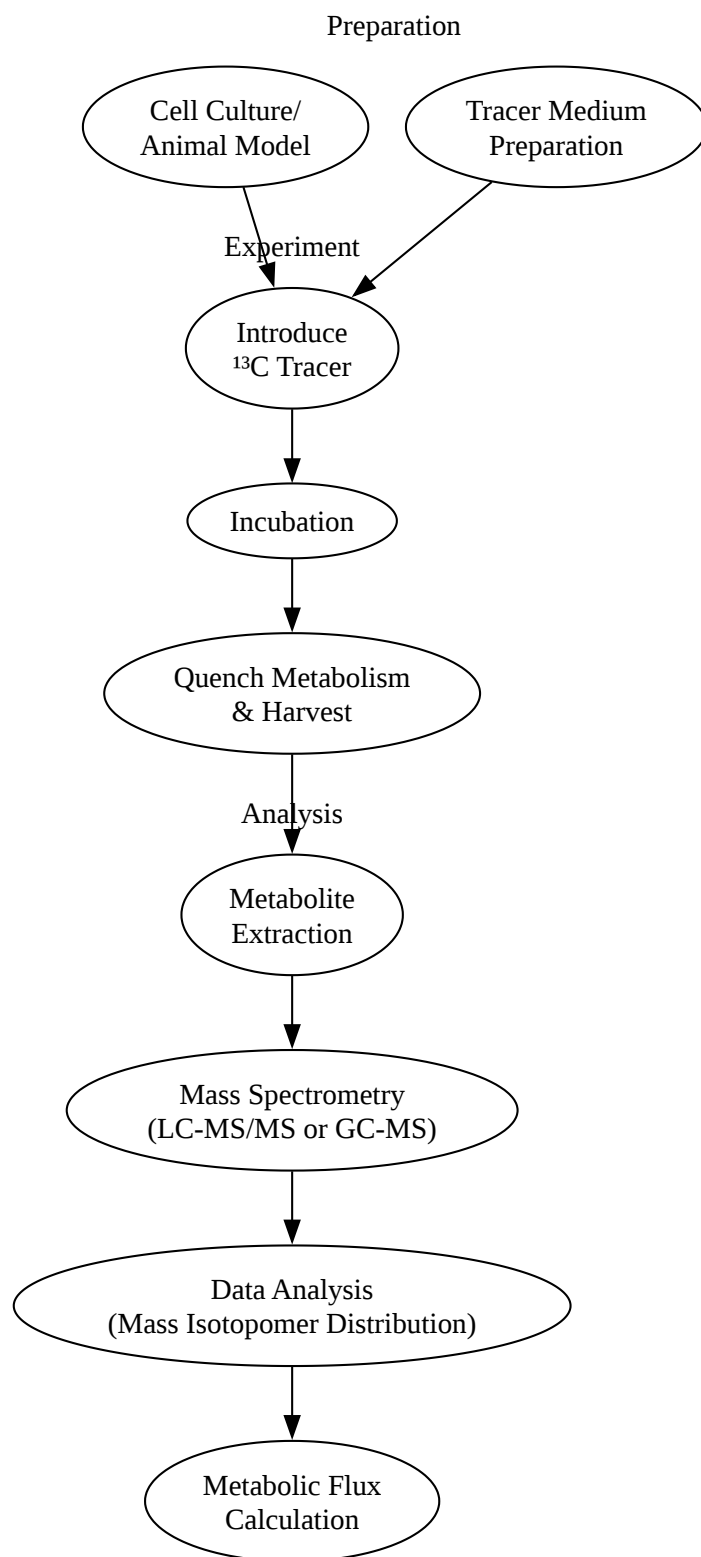 Preparation
Cell Culture/
Animal Model
Tracer Medium
Preparation
Experiment
Introduce
¹³C Tracer
Incubation
Quench Metabolism
& Harvest
Analysis
Metabolite
Extraction
Mass Spectrometry
(LC-MS/MS or GC-MS)
Data Analysis
(Mass Isotopomer Distribution)
Metabolic Flux
Calculation